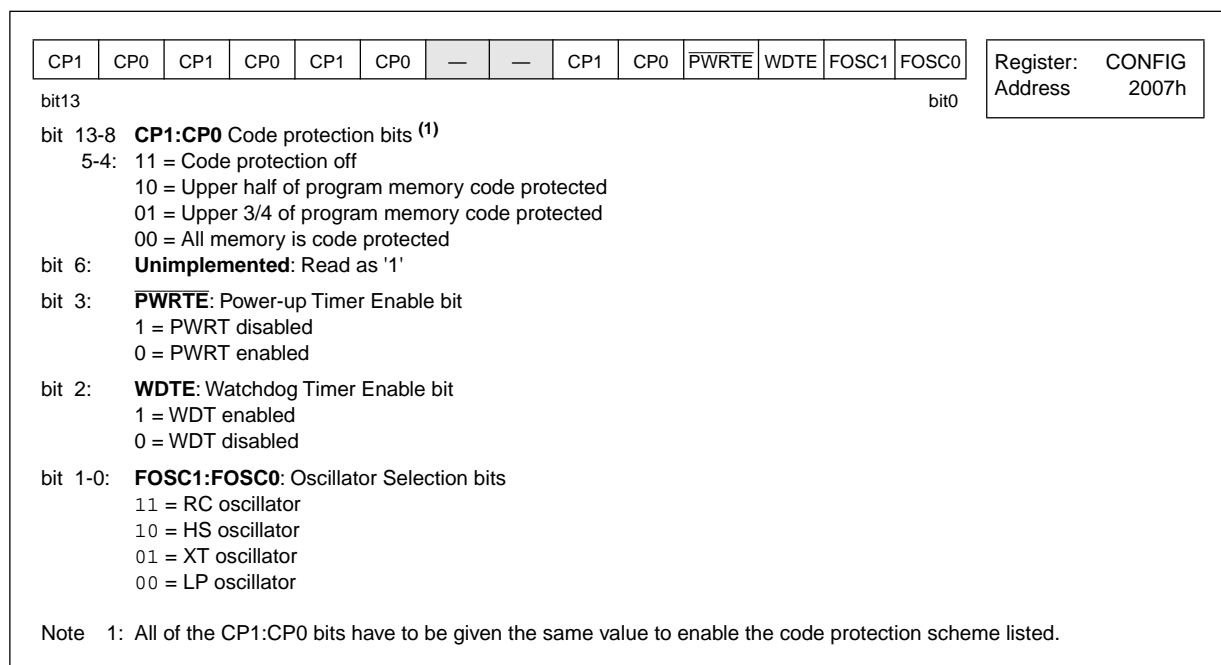 CP1 CP0 CP1 CP0 CP1 CP0 — — CP1 CP0 PWRTE WDTE FOSC1 FOSC0
bit13 bit0
Register: CONFIG
Address 2007h
bit 13-8 CP1:CP0 Code protection bits (1)
5-4: 11 = Code protection off
10 = Upper half of program memory code protected
01 = Upper 3/4 of program memory code protected
00 = All memory is code protected
bit 6: Unimplemented: Read as '1'
bit 3: PWRTE: Power-up Timer Enable bit
1 = PWRT disabled
0 = PWRT enabled
bit 2: WDTE: Watchdog Timer Enable bit
1 = WDT enabled
0 = WDT disabled
bit 1-0: FOSC1:FOSC0: Oscillator Selection bits
11 = RC oscillator
10 = HS oscillator
01 = XT oscillator
00 = LP oscillator
Note 1: All of the CP1:CP0 bits have to be given the same value to enable the code protection scheme listed.